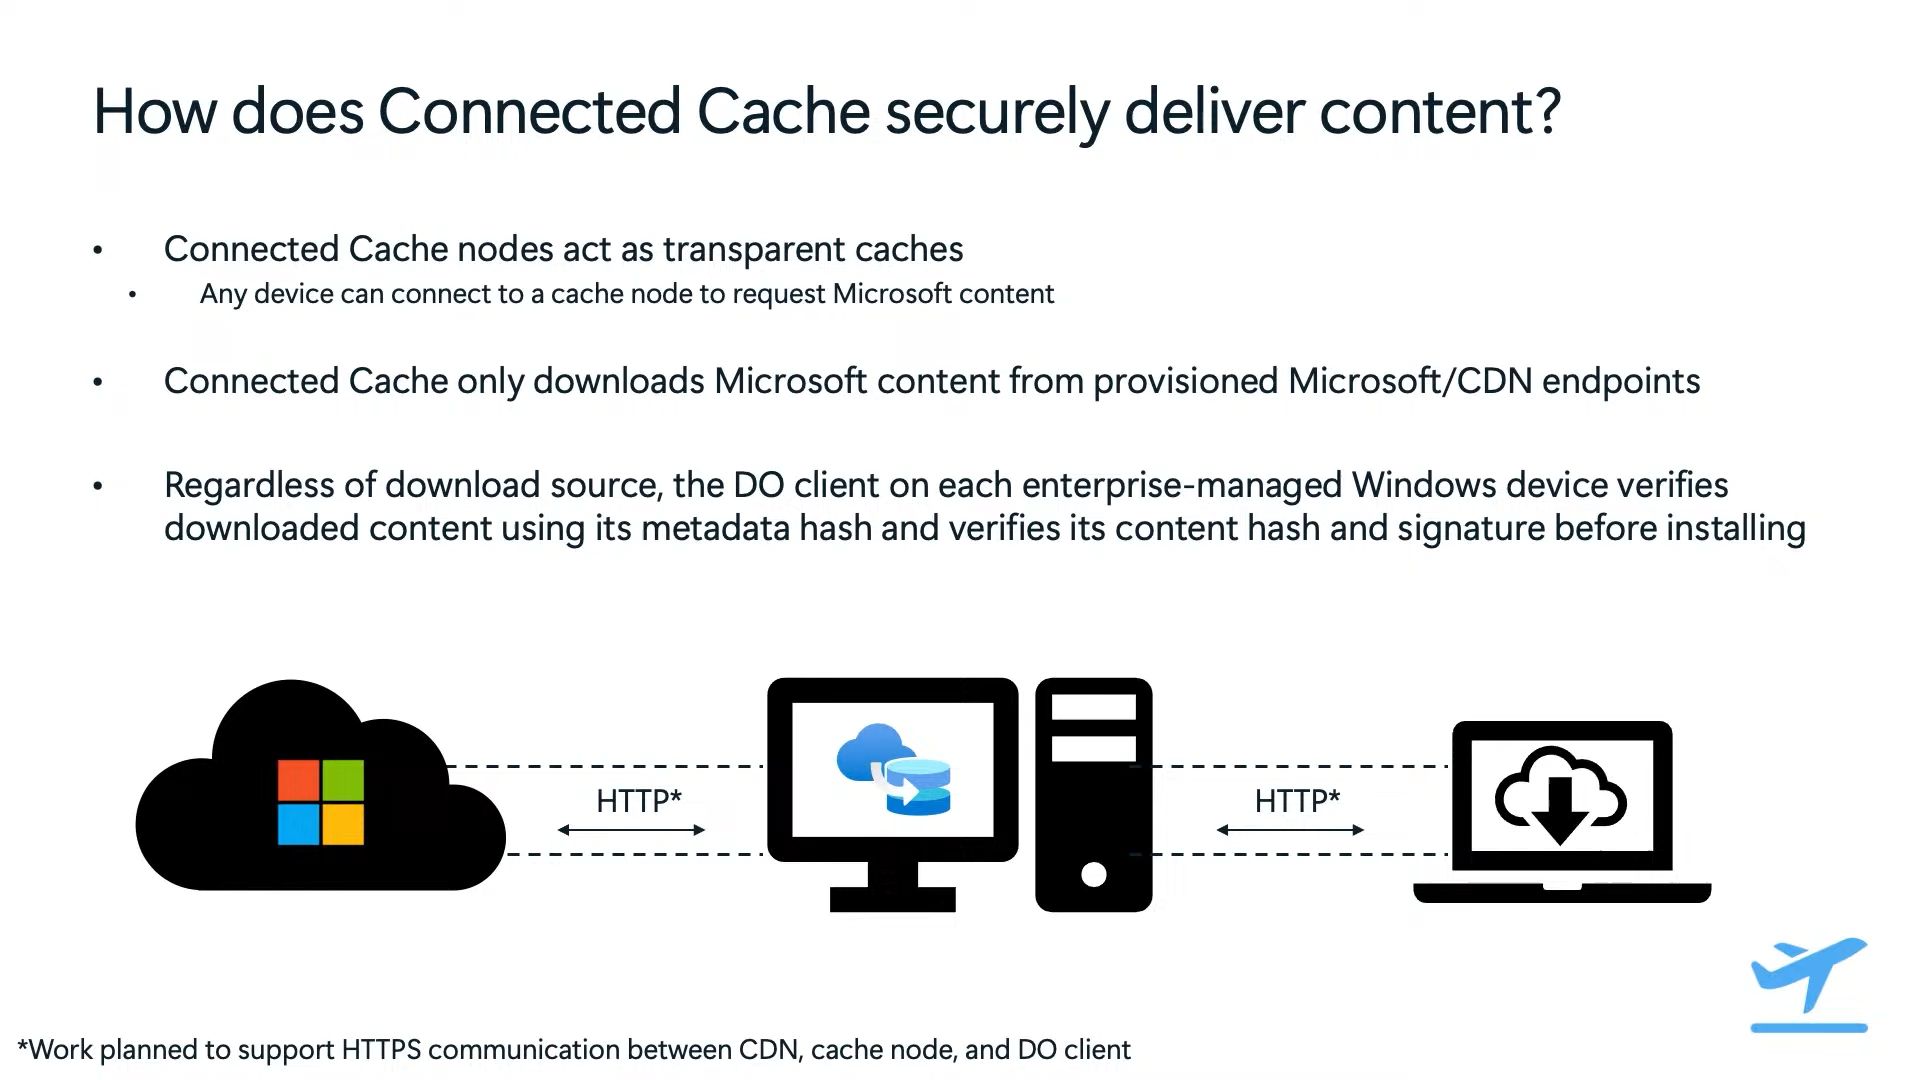 How does Connected Cache securely deliver content?
• Connected Cache nodes act as transparent caches
• Any device can connect to a cache node to request Microsoft content
• Connected Cache only downloads Microsoft content from provisioned Microsoft/CDN endpoints
• Regardless of download source, the DO client on each enterprise-managed Windows device verifies
downloaded content using its metadata hash and verifies its content hash and signature before installing
HTTP*
HTTP*
*Work planned to support HTTPS communication between CDN, cache node, and DO client